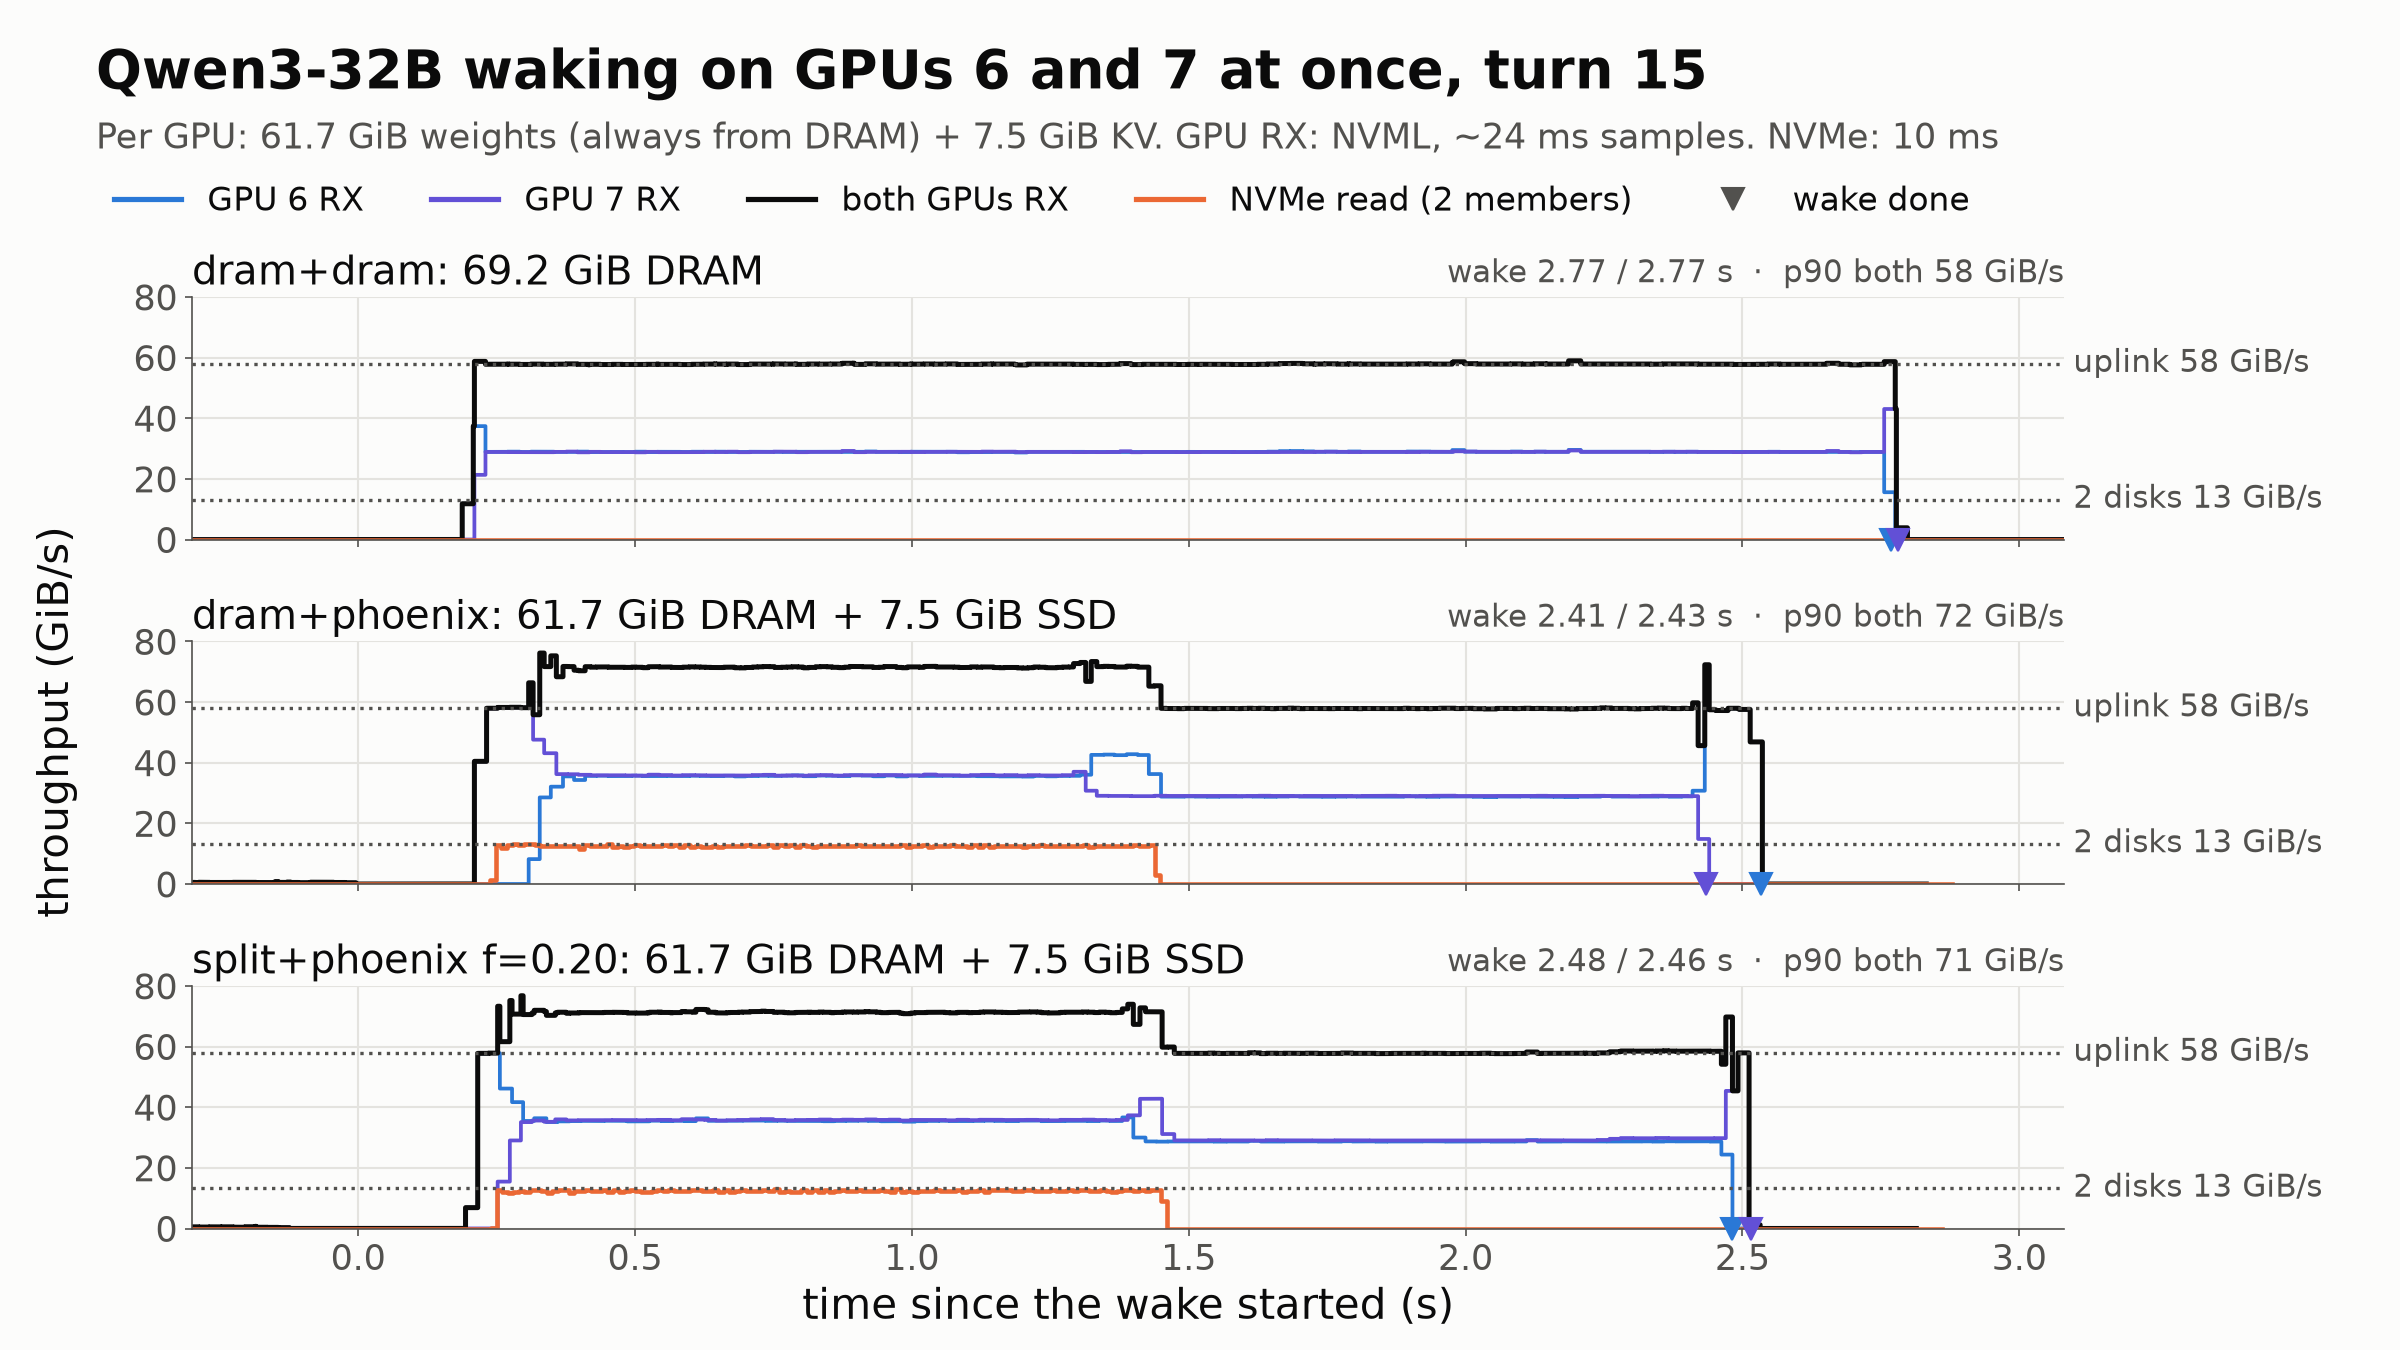 Qwen3-32B waking on GPUs 6 and 7 at once, turn 15
Per GPU: 61.7 GiB weights (always from DRAM) + 7.5 GiB KV. GPU RX: NVML, ~24 ms samples. NVMe: 10 ms
GPU 6 RX GPU 7 RX both GPUs RX NVMe read (2 members) wake done
dram+dram: 69.2 GiB DRAM
wake 2.77 / 2.77 s · p90 both 58 GiB/s
80
60
40
20
0
uplink 58 GiB/s
2 disks 13 GiB/s
dram+phoenix: 61.7 GiB DRAM + 7.5 GiB SSD
wake 2.41 / 2.43 s · p90 both 72 GiB/s
80
60
40
20
0
uplink 58 GiB/s
2 disks 13 GiB/s
throughput (GiB/s)
split+phoenix f=0.20: 61.7 GiB DRAM + 7.5 GiB SSD
wake 2.48 / 2.46 s · p90 both 71 GiB/s
80
60
40
20
0
uplink 58 GiB/s
2 disks 13 GiB/s
0.0 0.5 1.0 1.5 2.0 2.5 3.0
time since the wake started (s)